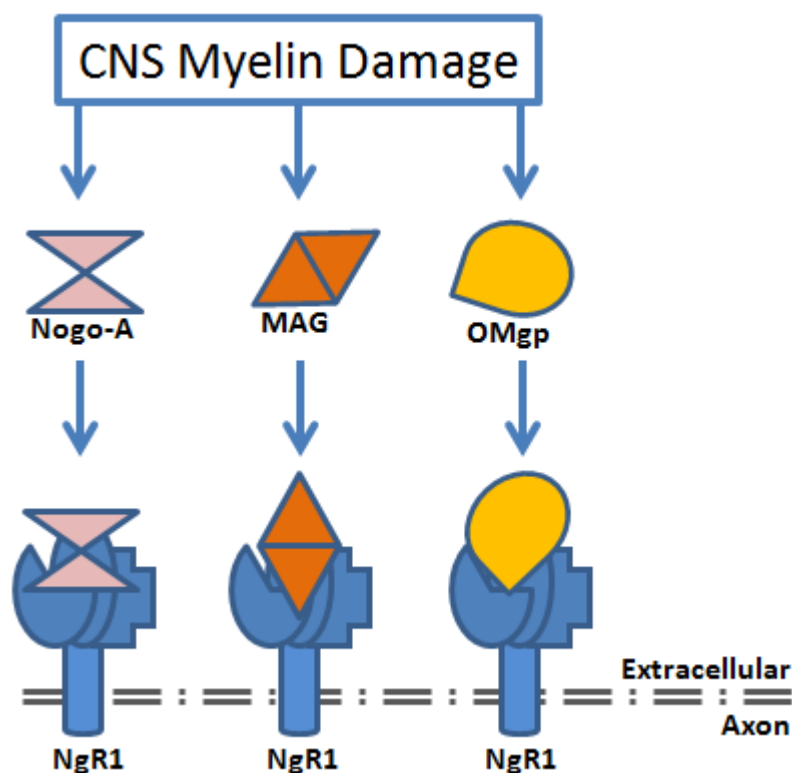 CNS Myelin Damage
Nogo-A
MAG
OMgp
Extracellular
Axon
NgR1
NgR1
NgR1